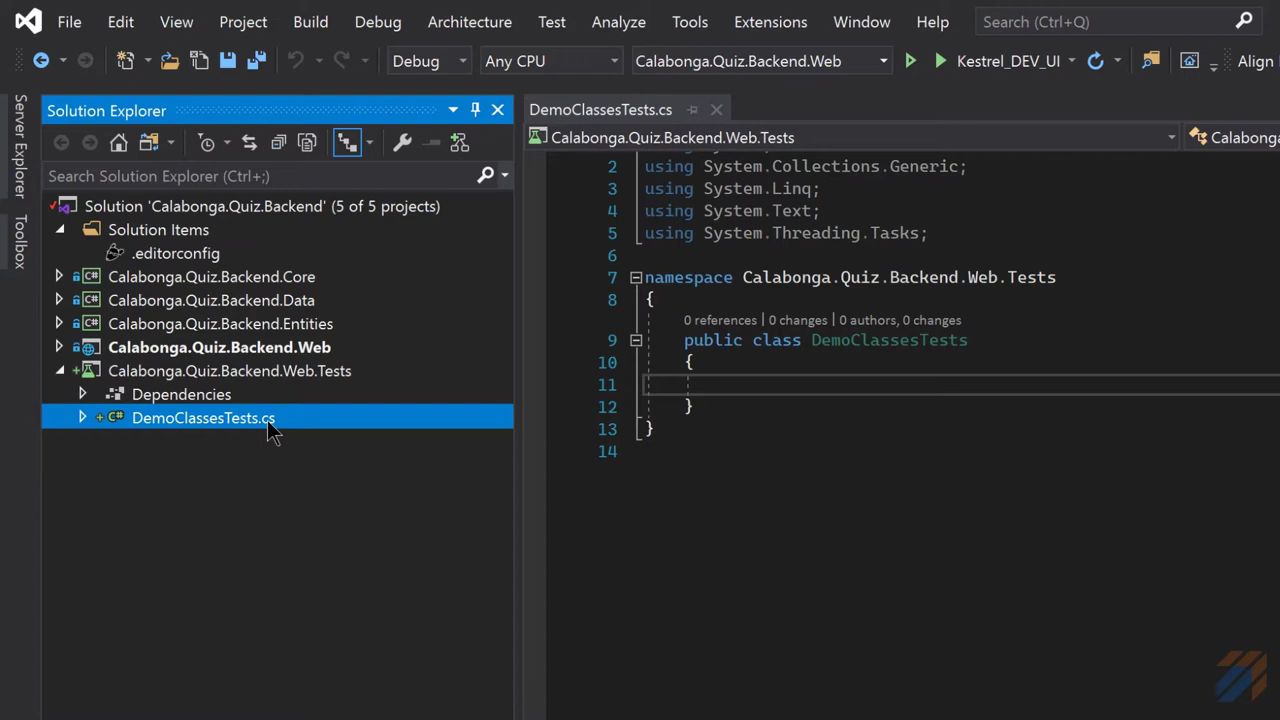 File Edit View Project Build Debug Architecture Test Analyze Tools Extensions Window Help Search (Ctrl+Q)
Debug Any CPU Calabonga.Quiz.Backend.Web Kestrel_DEV_UI Align
Server Explorer
Toolbox
Solution Explorer
Search Solution Explorer (Ctrl+;)
Solution 'Calabonga.Quiz.Backend' (5 of 5 projects)
Solution Items
.editorconfig
C# Calabonga.Quiz.Backend.Core
C# Calabonga.Quiz.Backend.Data
C# Calabonga.Quiz.Backend.Entities
Calabonga.Quiz.Backend.Web
Calabonga.Quiz.Backend.Web.Tests
Dependencies
C# DemoClassesTests.cs
DemoClassesTests.cs
Calabonga.Quiz.Backend.Web.Tests Calabonga
2 using System.Collections.Generic;
3 using System.Linq;
4 using System.Text;
5 using System.Threading.Tasks;
6
7 namespace Calabonga.Quiz.Backend.Web.Tests
8 {
0 references | 0 changes | 0 authors, 0 changes
9 public class DemoClassesTests
10 {
11
12 }
13 }
14